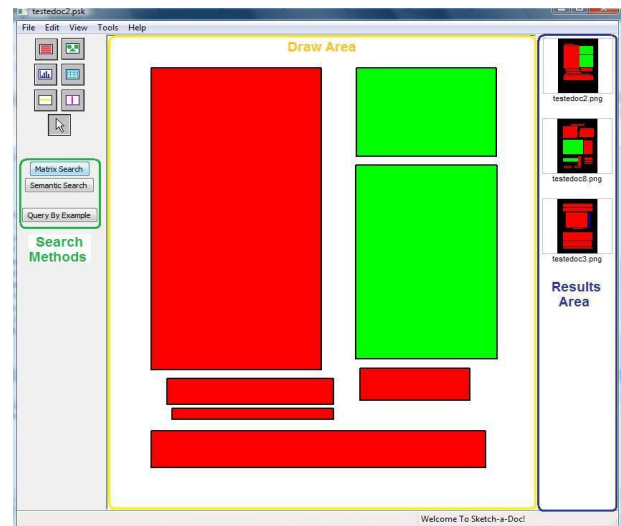 testedoc2.psk
File Edit View Tools Help
Draw Area
testedoc2.png
Matrix Search
Semantic Search
Query By Example
Search
Methods
testedoc8.png
testedoc3.png
Results
Area
Welcome To Sketch-a-Doc!